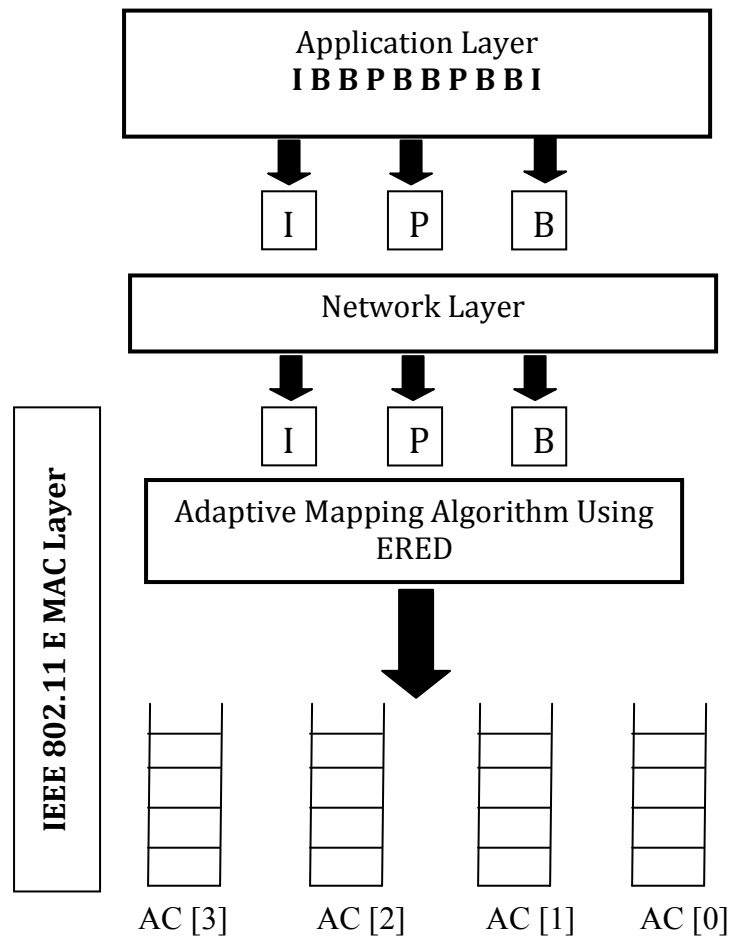 Application Layer
I B B P B B P B B I
I P B
Network Layer
I P B
IEEE 802.11 E MAC Layer
Adaptive Mapping Algorithm Using
ERED
AC [3] AC [2] AC [1] AC [0]